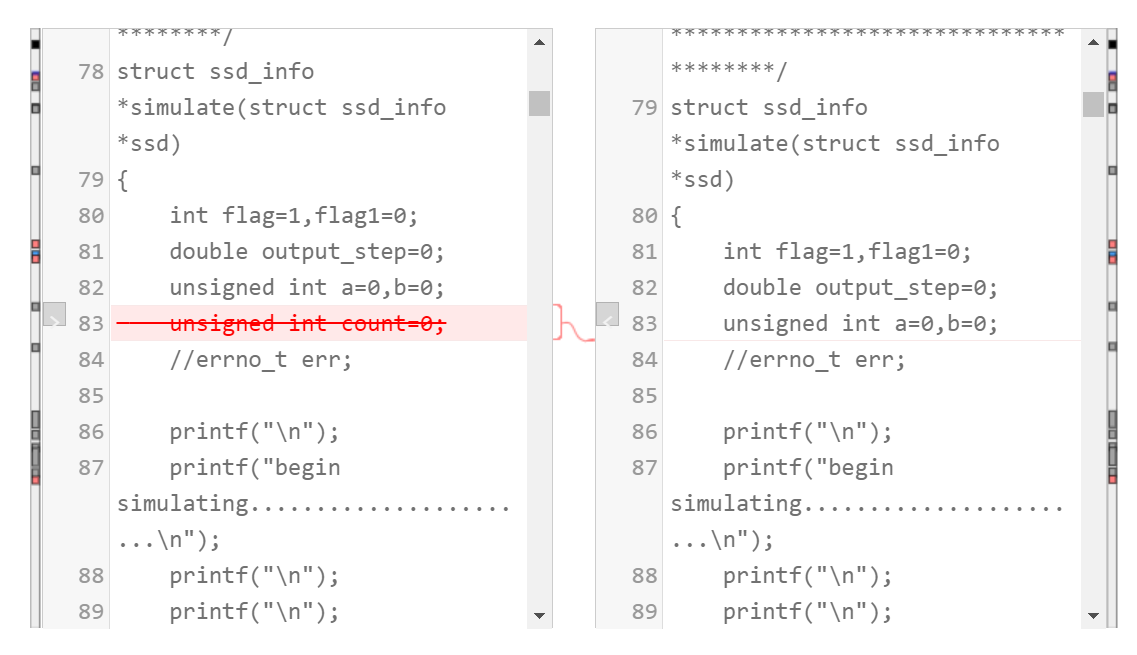 ********/
78 struct ssd_info
*simulate(struct ssd_info
*ssd)
79 {
80 int flag=1,flag1=0;
81 double output_step=0;
82 unsigned int a=0,b=0;
83 unsigned int count=0;
84 //errno_t err;
85
86 printf("\n");
87 printf("begin
simulating....................
...\n");
88 printf("\n");
89 printf("\n");
******************************
********/
79 struct ssd_info
*simulate(struct ssd_info
*ssd)
80 {
81 int flag=1,flag1=0;
82 double output_step=0;
83 unsigned int a=0,b=0;
84 //errno_t err;
85
86 printf("\n");
87 printf("begin
simulating....................
...\n");
88 printf("\n");
89 printf("\n");